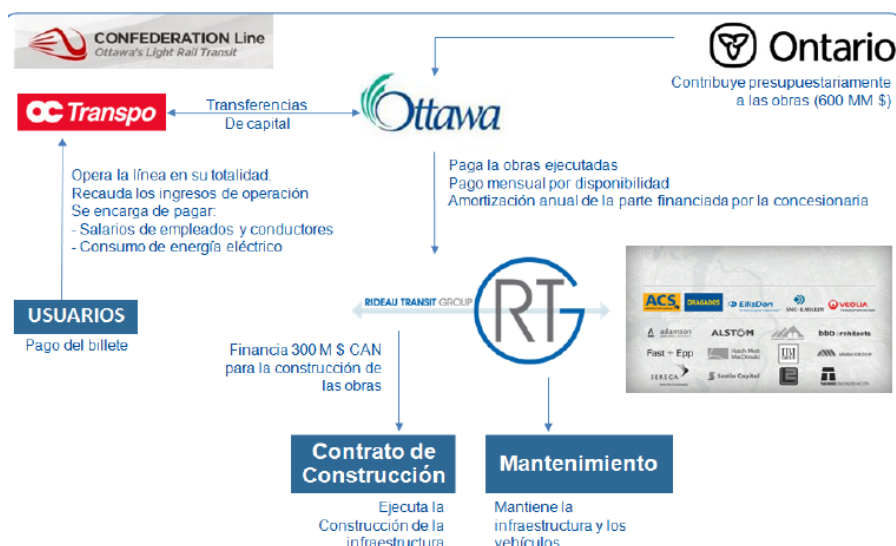 CONFEDERATION Line
Ottawa's Light Rail Transit
Ontario
Contribuye presupuestariamente
a las obras (600 MM $)
OC Transpo
Transferencias
De capital
Ottawa
Opera la línea en su totalidad.
Recauda los ingresos de operación
Se encarga de pagar:
- Salarios de empleados y conductores
- Consumo de energía eléctrico
Paga la obras ejecutadas
Pago mensual por disponibilidad
Amortización anual de la parte financiada por la concesionaria
USUARIOS
Pago del billete
RIDEAU TRANSIT GROUP
RTG
ACS
DRAGADOS
EllisDon
SNC-LAVALIN
VEOLIA
adamson
ALSTOM
bbb architects
Fast + Epp
Hatch Mott
MacDonald
SERECA
Scotia Capital
Financia 300 M $ CAN
para la construcción de
las obras
Contrato de
Construcción
Mantenimiento
Ejecuta la
Construcción de la
infraestructura
Mantiene la
infraestructura y los
vehículos